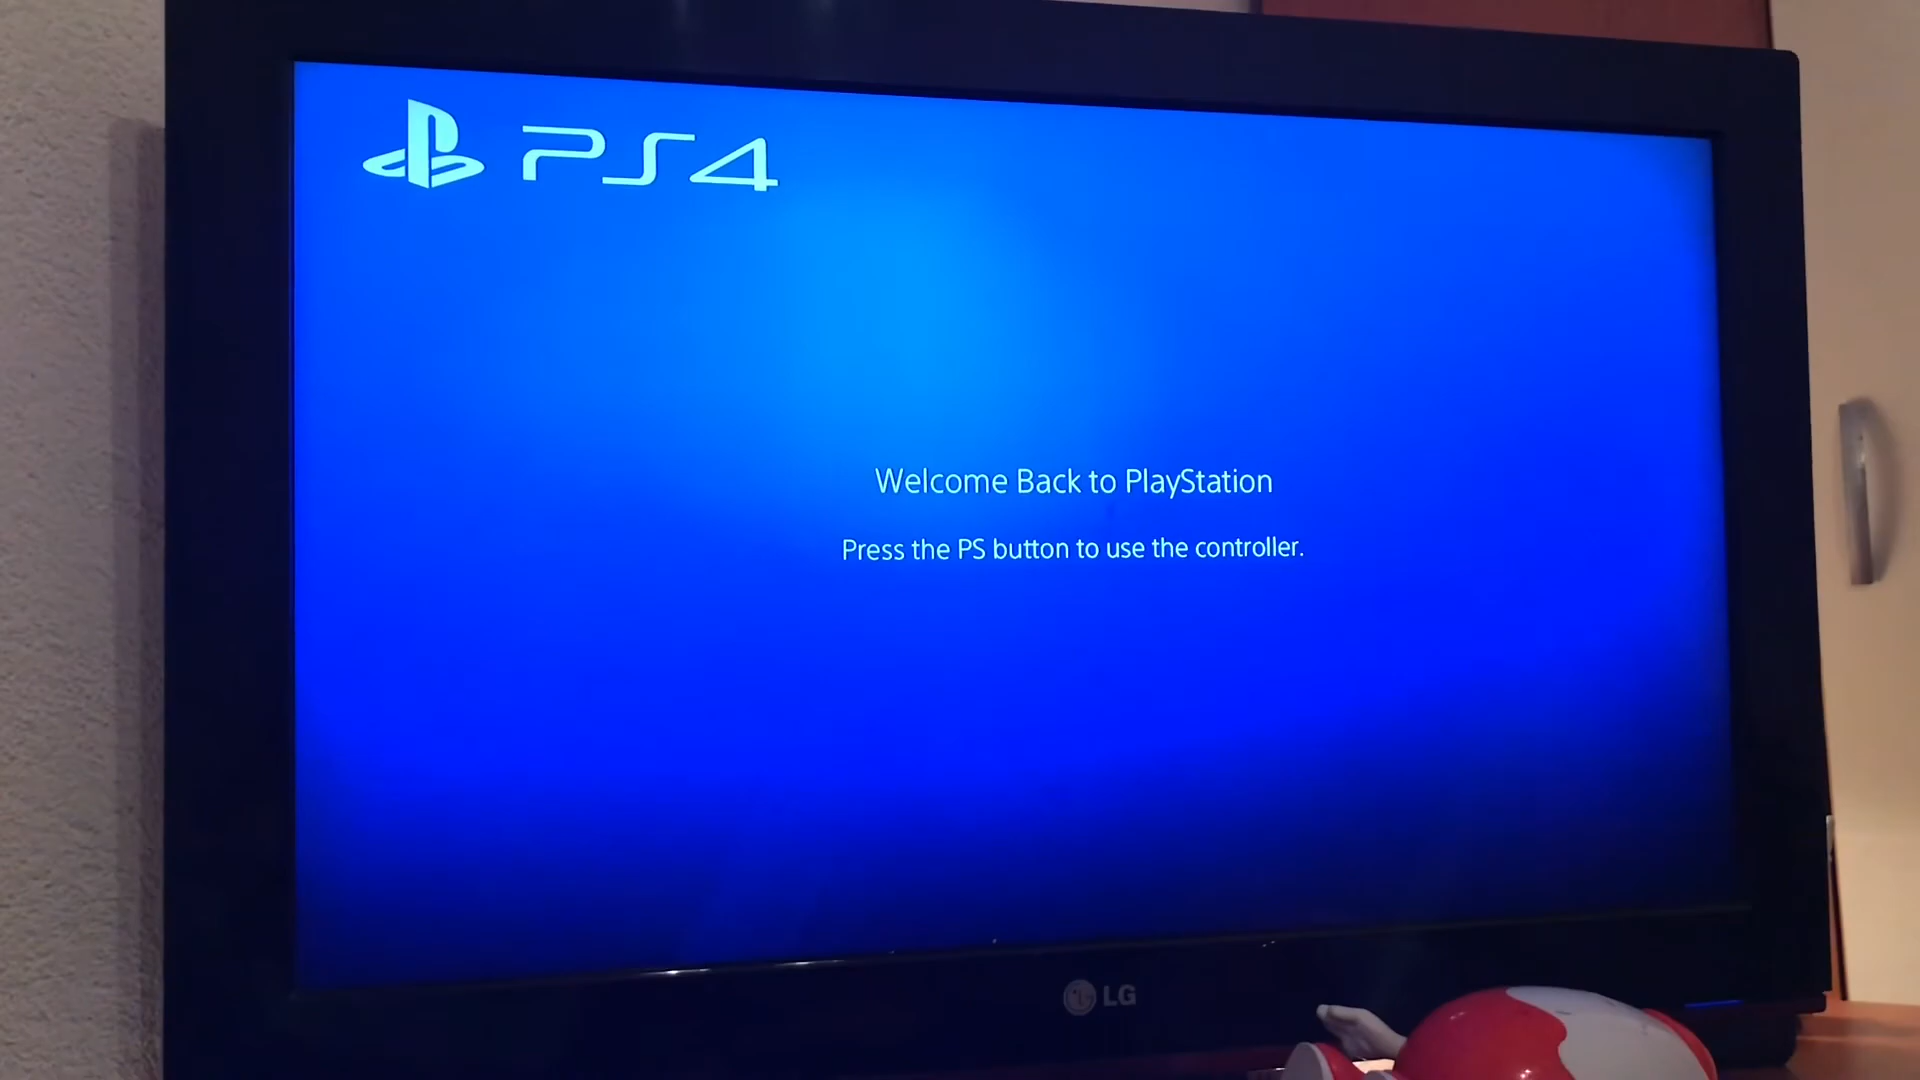 PS4
Welcome Back to PlayStation
Press the PS button to use the controller.
LG